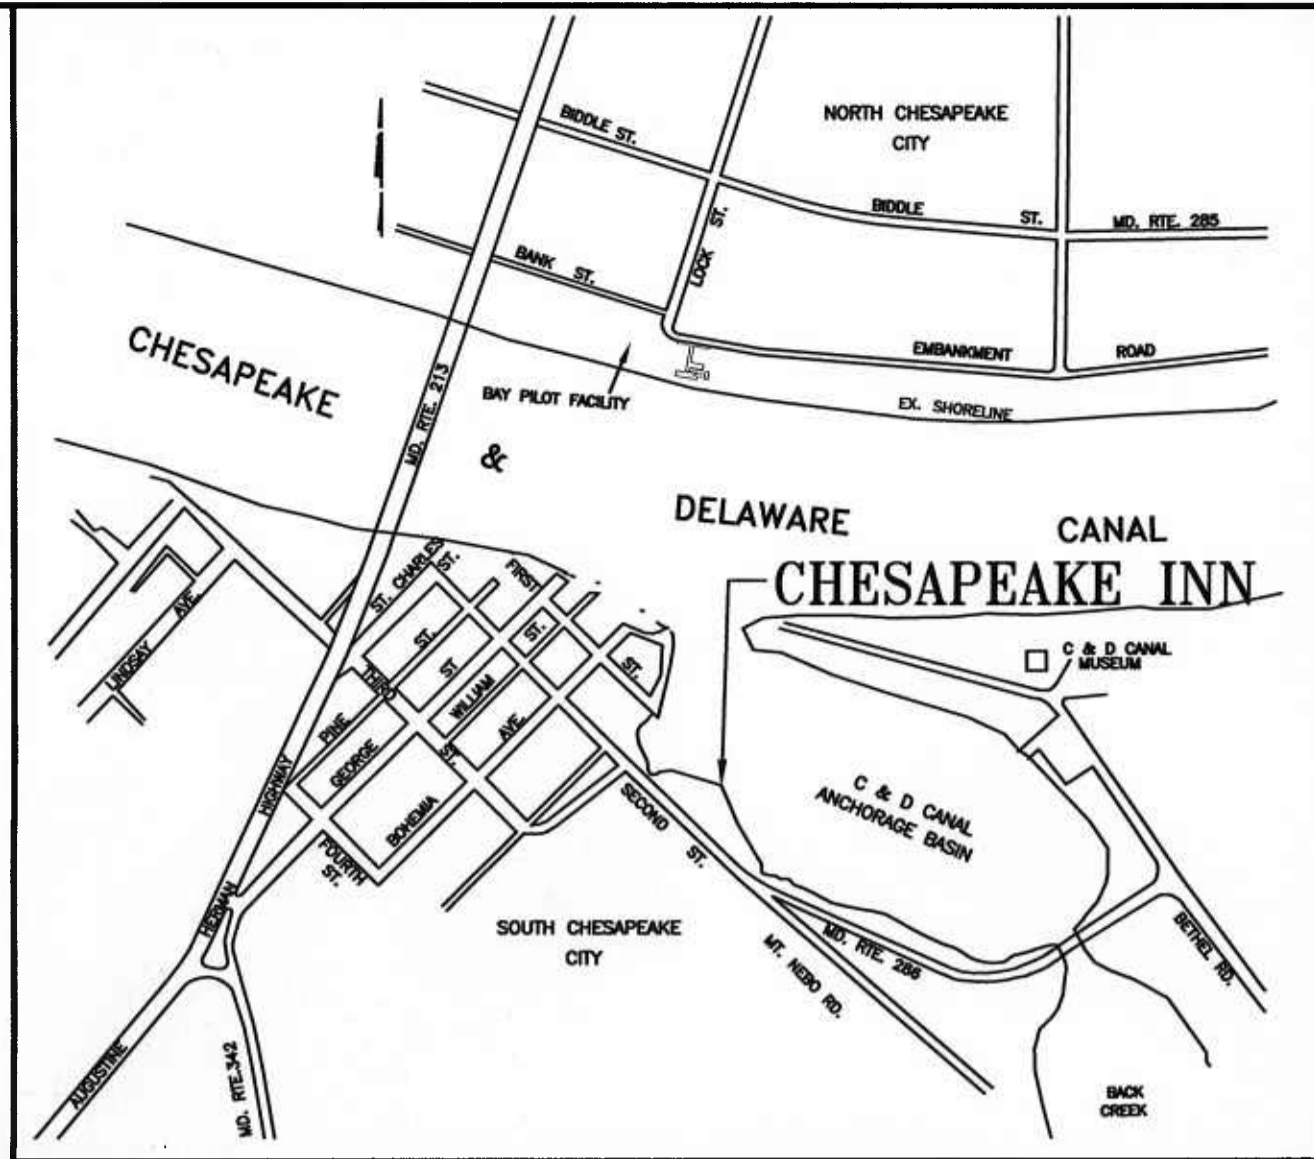 NORTH CHESAPEAKE
CITY
BIDDLE ST.
BIDDLE ST.
MD. RTE. 285
LOCK ST.
BANK ST.
EMBANKMENT ROAD
BAY PILOT FACILITY
EX. SHORELINE
CHESAPEAKE
&
DELAWARE
CANAL
MD. RTE. 213
CHESAPEAKE INN
C & D CANAL
MUSEUM
ST. CHARLES
ST.
FIRST
ST.
LINDSAY AVE.
PINE ST.
THIRD
ST.
GEORGE ST
WILLIAM ST.
BOHEMIA AVE.
SECOND ST.
FOURTH
ST.
C & D CANAL
ANCHORAGE BASIN
SOUTH CHESAPEAKE
CITY
AUGUSTINE HERMAN HIGHWAY
MD. RTE.342
MT. NEBO RD.
MD. RTE. 286
BETHEL RD.
BACK
CREEK